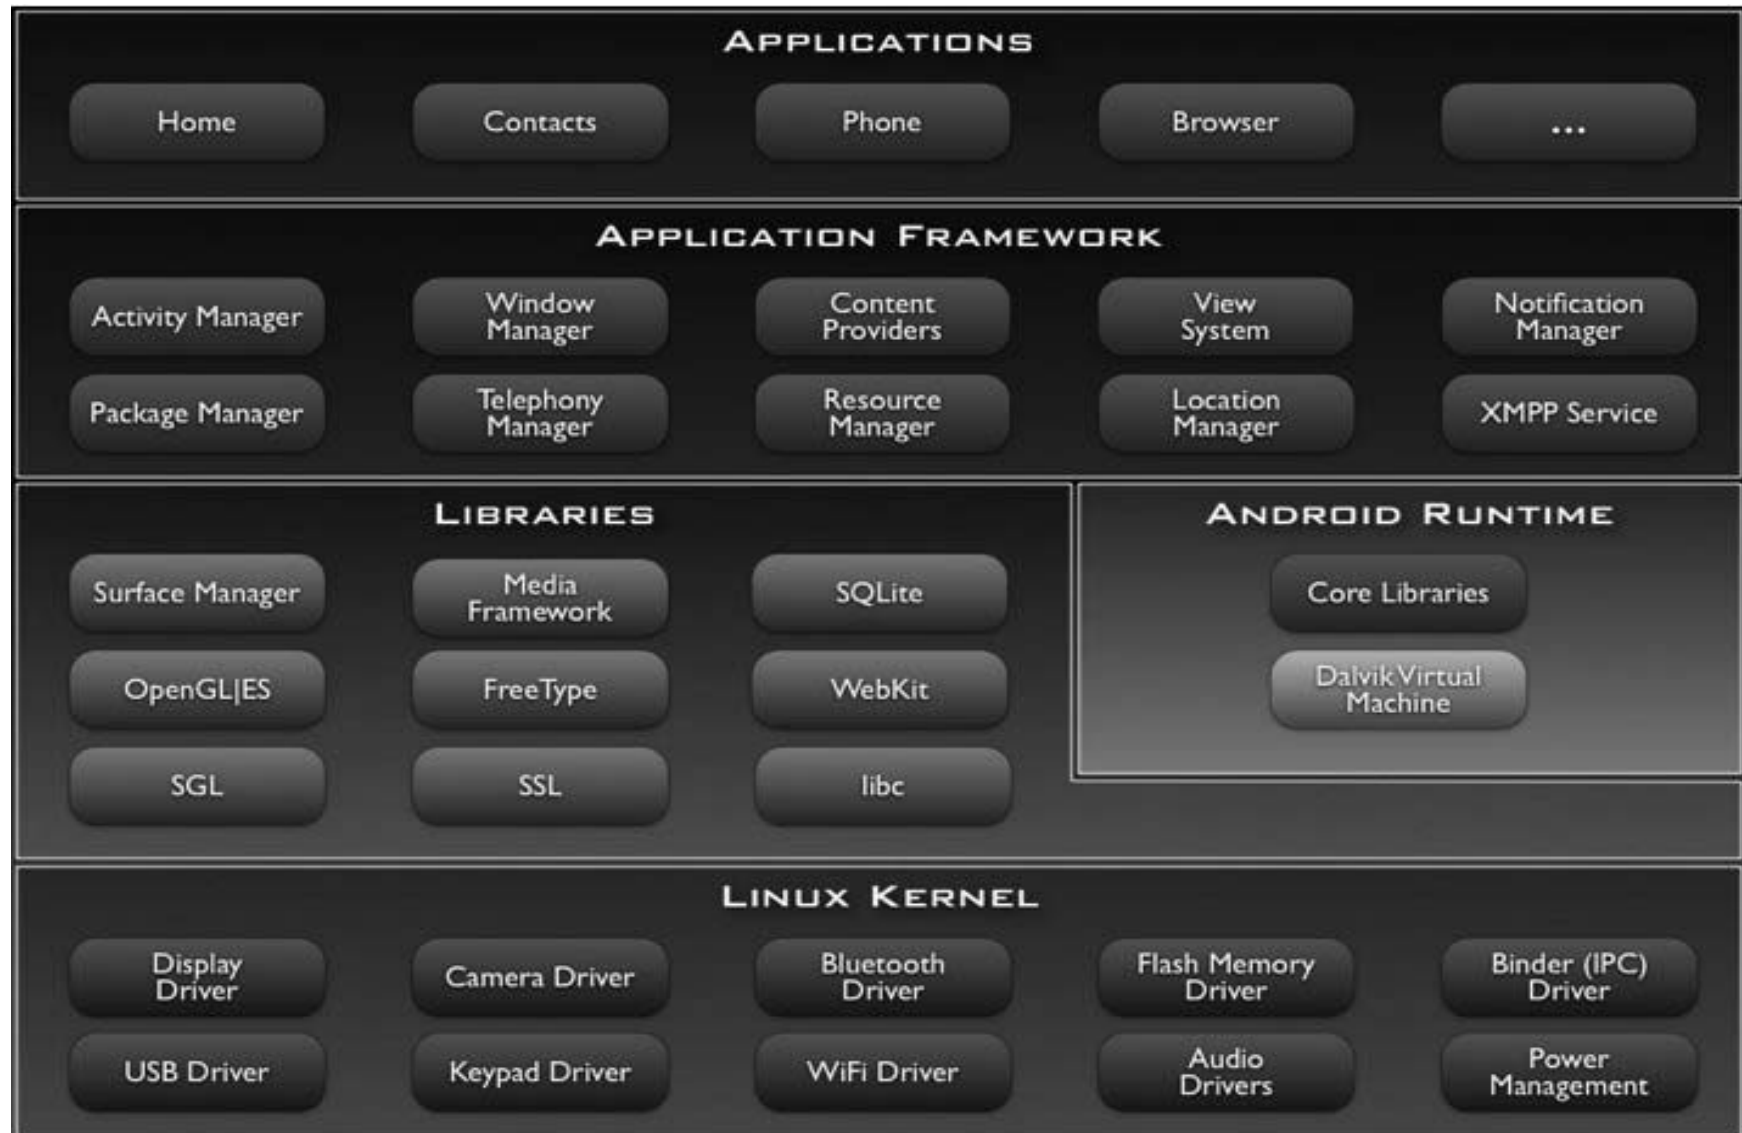 APPLICATIONS
Home
Contacts
Phone
Browser
...
APPLICATION FRAMEWORK
Activity Manager
Window
Manager
Content
Providers
View
System
Notification
Manager
Package Manager
Telephony
Manager
Resource
Manager
Location
Manager
XMPP Service
LIBRARIES
Surface Manager
Media
Framework
SQLite
OpenGL|ES
FreeType
WebKit
SGL
SSL
libc
ANDROID RUNTIME
Core Libraries
Dalvik Virtual
Machine
LINUX KERNEL
Display
Driver
Camera Driver
Bluetooth
Driver
Flash Memory
Driver
Binder (IPC)
Driver
USB Driver
Keypad Driver
WiFi Driver
Audio
Drivers
Power
Management